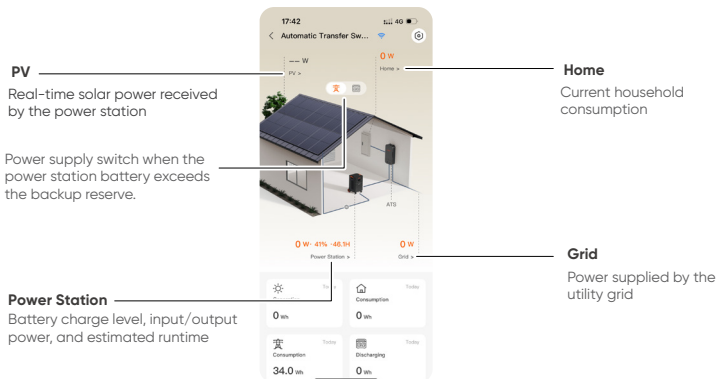 17:42
4G
Automatic Transfer Sw...
-- W
PV >
0 W
Home >
PV
Real-time solar power received
by the power station
Home
Current household
consumption
Power supply switch when the
power station battery exceeds
the backup reserve.
ATS
0 W- 41% -46.1H
Power Station >
0 W
Grid >
Grid
Power supplied by the
utility grid
Power Station
Battery charge level, input/output
power, and estimated runtime
Today
Consumption
0 Wh
0 Wh
Today
Consumption
34.0 Wh
Today
Discharging
0 Wh